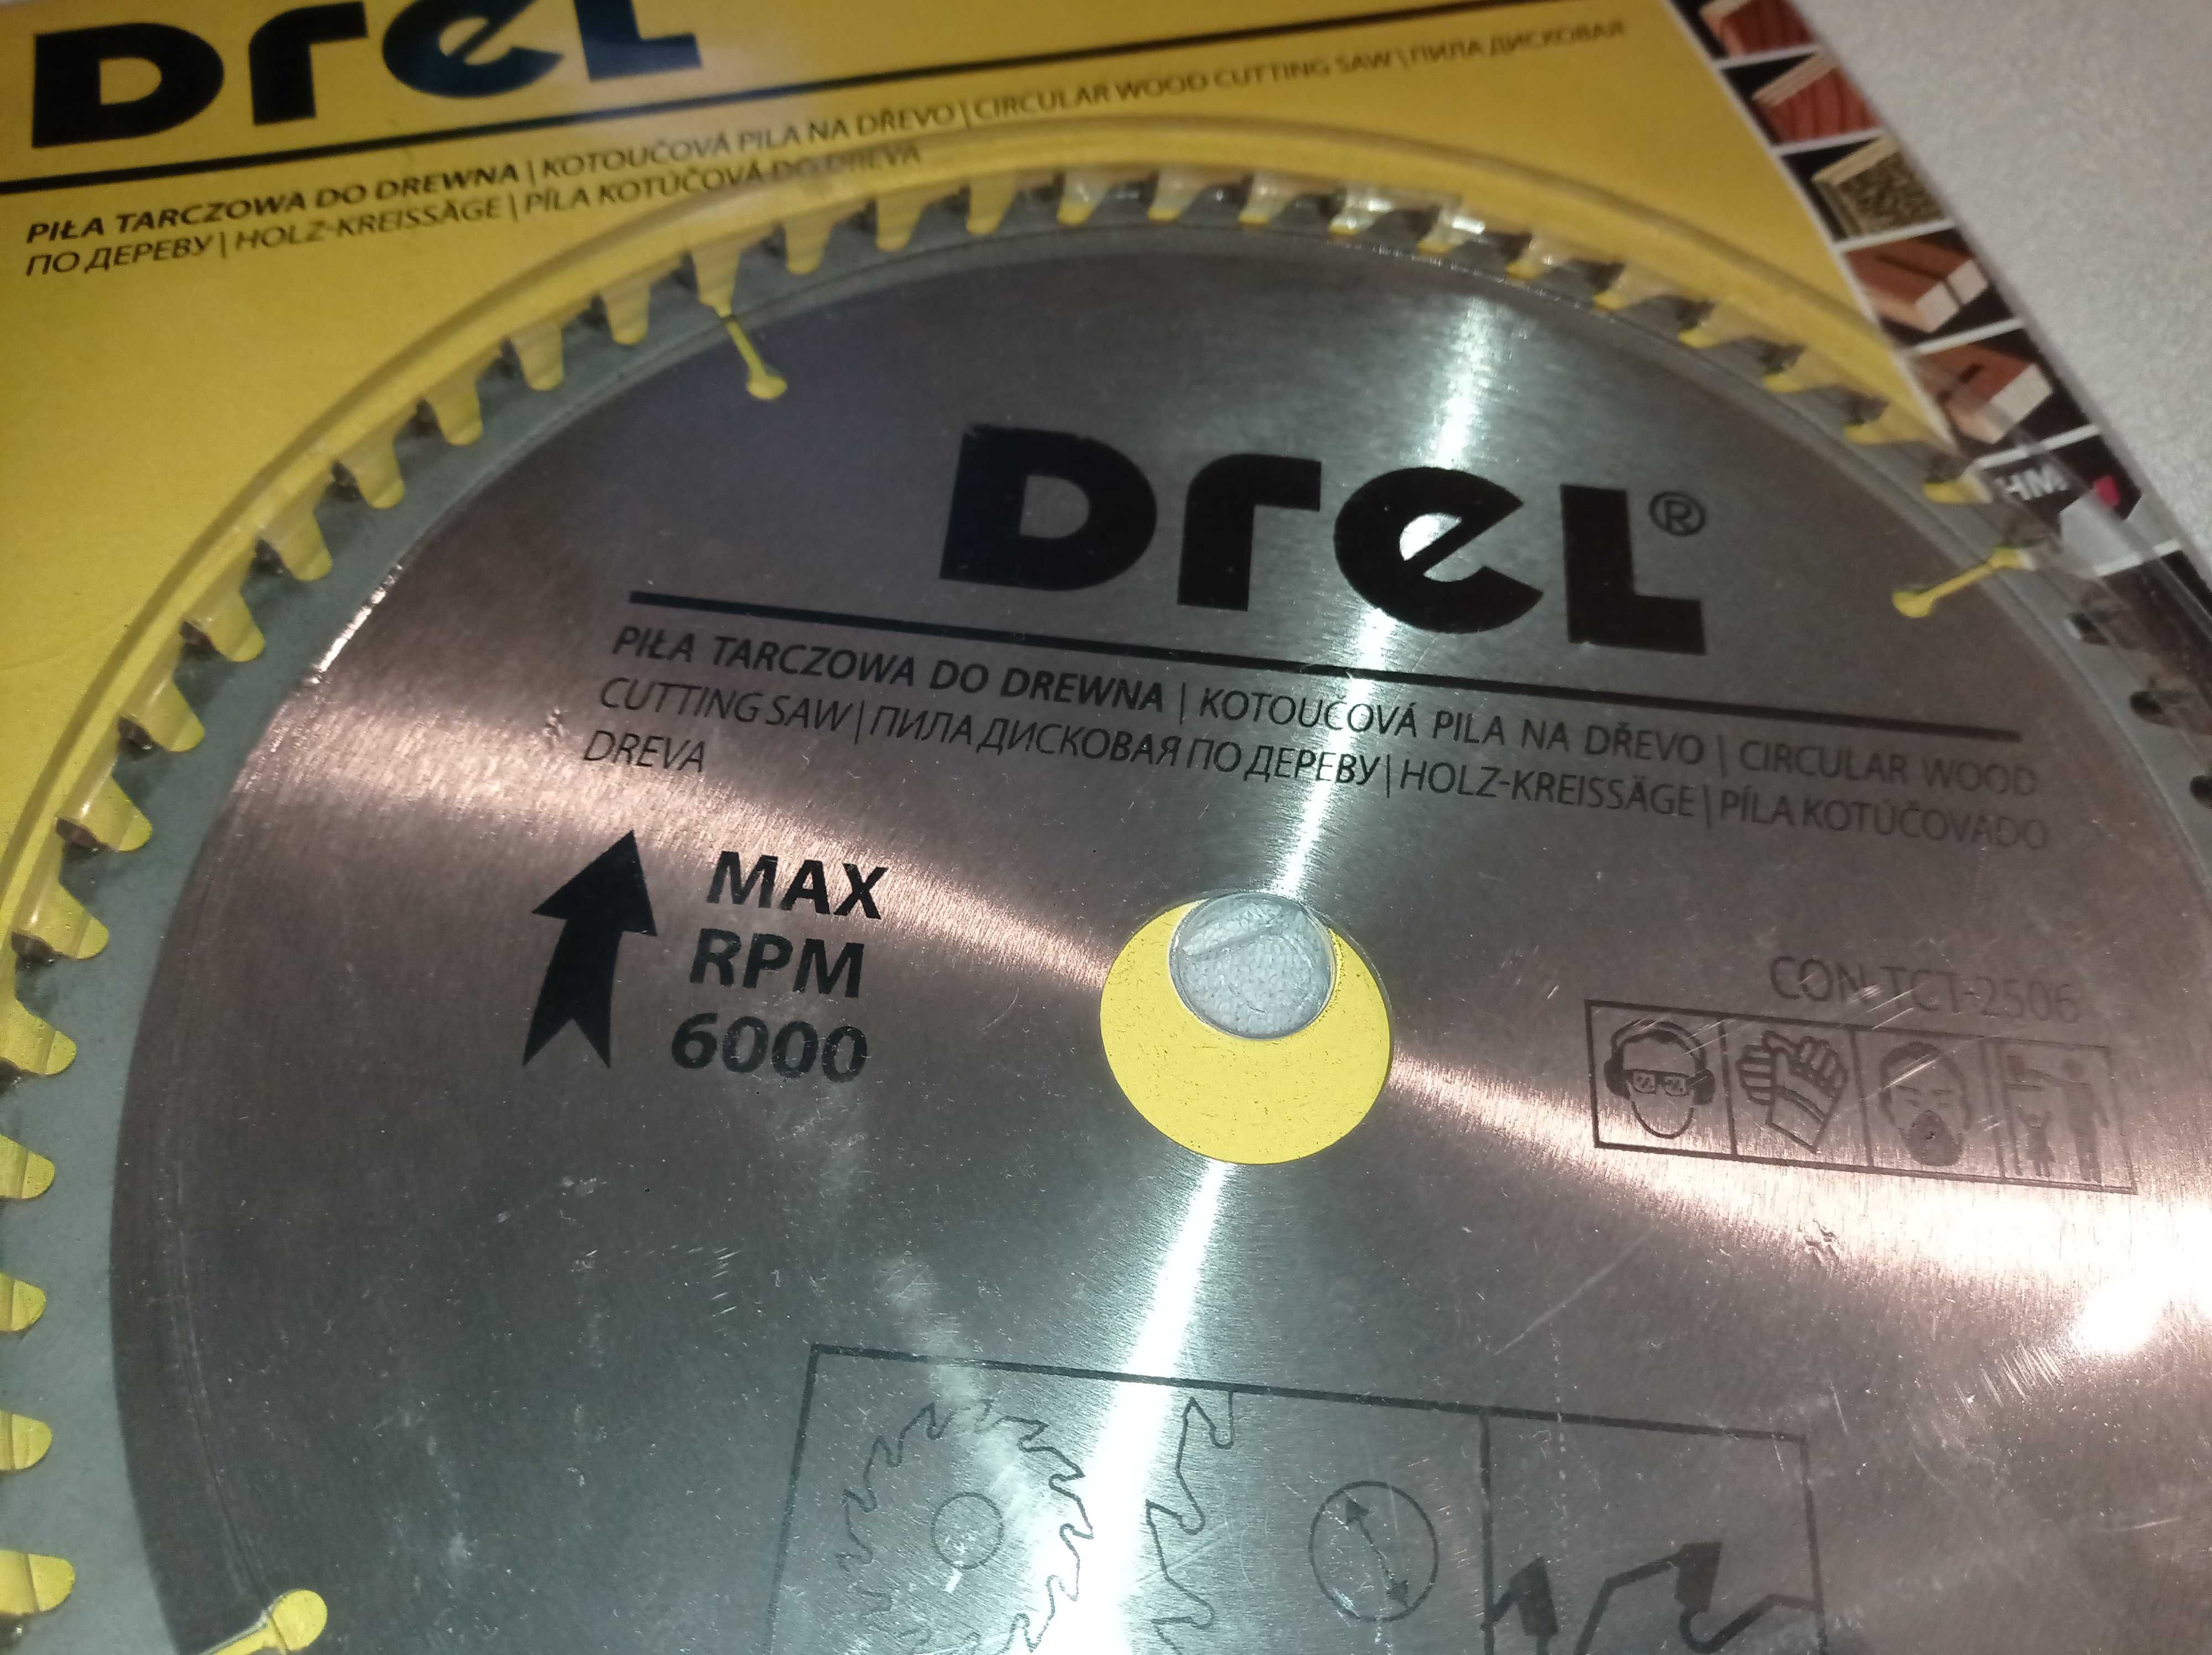 Drel
PIŁA TARCZOWA DO DREWNA | KOTOUČOVÁ PILA NA DŘEVO | CIRCULAR WOOD CUTTING SAW | ПИЛА ДИСКОВАЯ
ПО ДЕРЕВУ | HOLZ-KREISSÄGE | PÍLA KOTÚČOVÁ DO DREVA
HM
Drel®
PIŁA TARCZOWA DO DREWNA | KOTOUČOVÁ PILA NA DŘEVO | CIRCULAR WOOD
CUTTING SAW | ПИЛА ДИСКОВАЯ ПО ДЕРЕВУ | HOLZ-KREISSÄGE | PÍLA KOTÚČOVADO
DREVA
MAX
RPM
6000
CON-TCT-2506